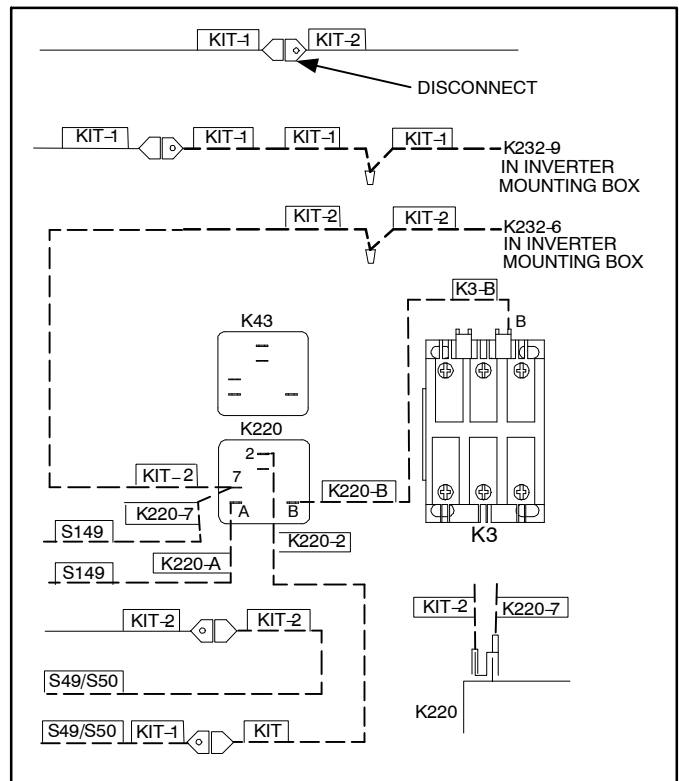 KIT-1 KIT-2
DISCONNECT
KIT-1 KIT-1 KIT-1 KIT-1 K232-9
IN INVERTER
MOUNTING BOX
KIT-2 KIT-2 K232-6
IN INVERTER
MOUNTING BOX
K3-B
B
K43
K220
2
KIT-2 7
K220-B
K220-7
A B
S149
K220-2
K3
K220-A
S149
KIT-2 K220-7
KIT-2 KIT-2
S49/S50
K220
S49/S50 KIT-1 KIT